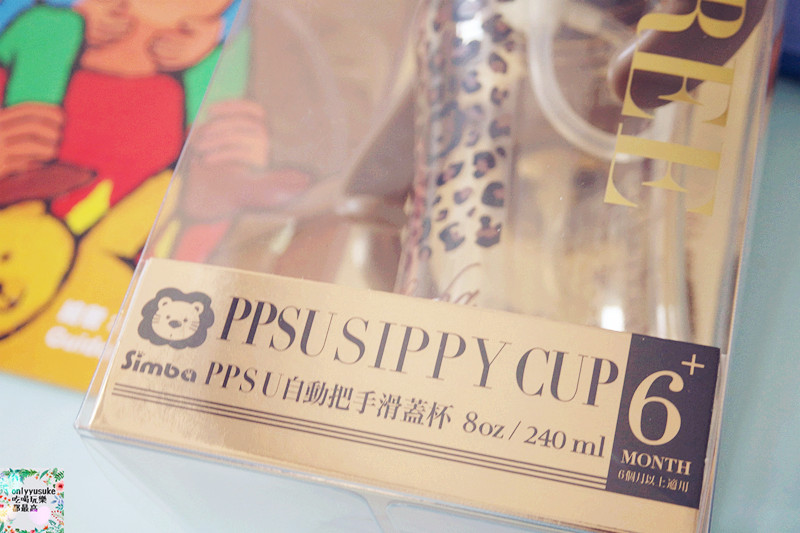 REE
PPSU SIPPY CUP
Simba PPSU自動把手滑蓋杯 8oz / 240 ml
6+
MONTH
6個月以上適用
onlyyusuke
吃喝玩樂
部最高